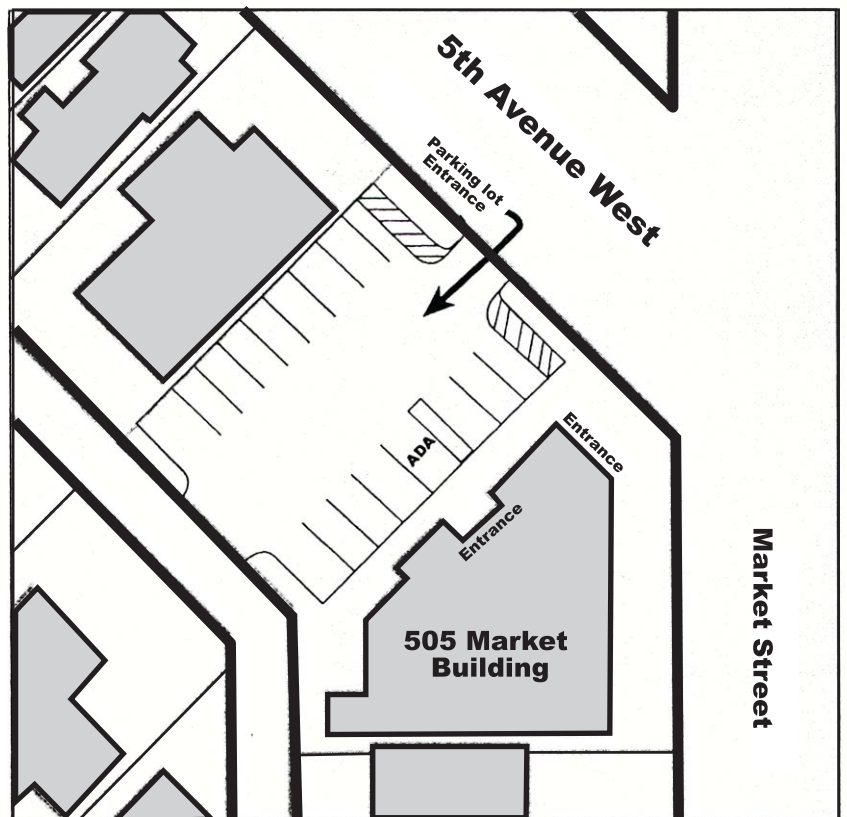 5th Avenue West
Parking lot
Entrance
ADA
Entrance
Entrance
505 Market
Building
Market Street